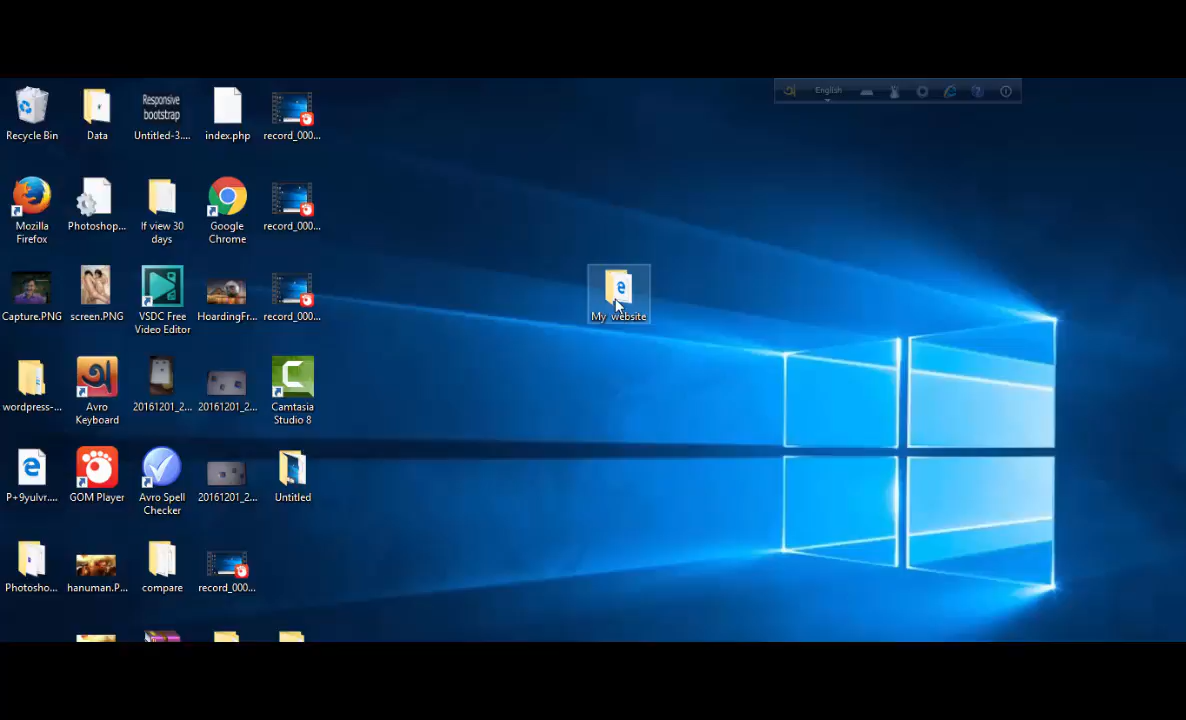 English
Recycle Bin
Data
Responsive
bootstrap
Untitled-3....
index.php
record_000...
Mozilla
Firefox
Photoshop...
If view 30
days
Google
Chrome
record_000...
Capture.PNG
screen.PNG
VSDC Free
Video Editor
HoardingFr...
record_000...
My website
wordpress-...
Avro
Keyboard
20161201_2...
20161201_2...
Camtasia
Studio 8
P+9yulvr....
GOM Player
Avro Spell
Checker
20161201_2...
Untitled
Photosho...
hanuman.P...
compare
record_000...